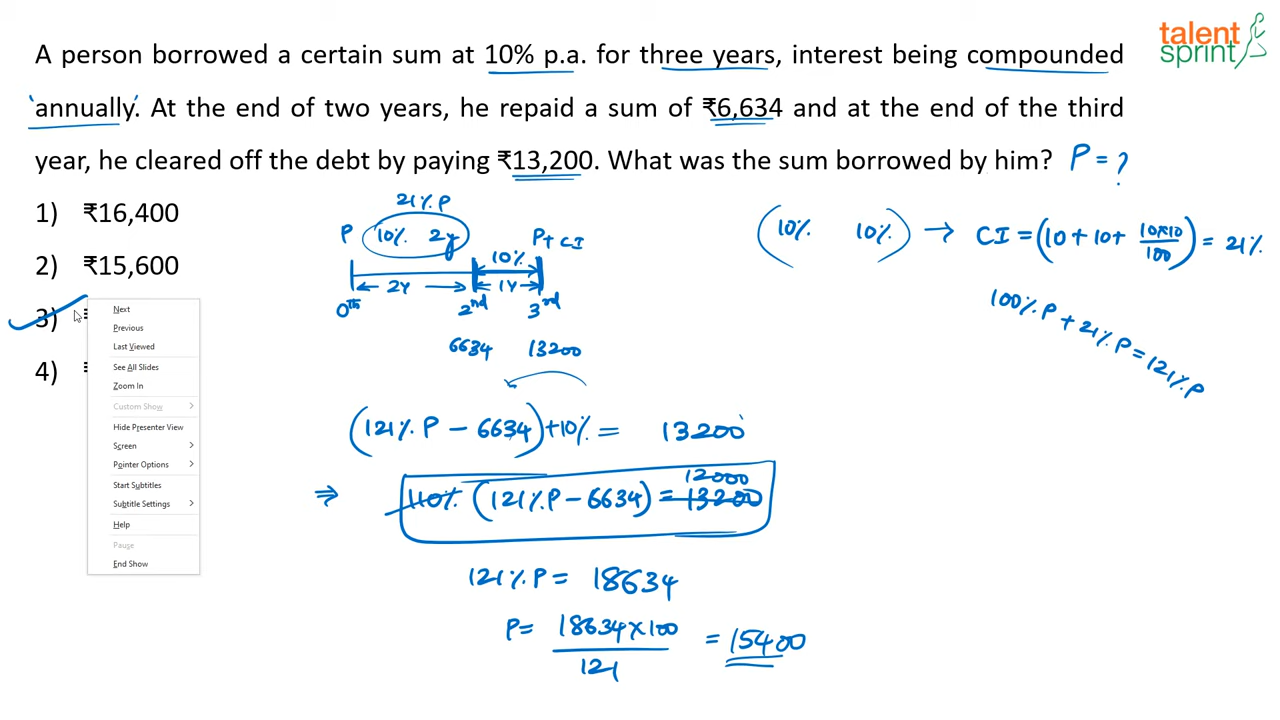 talent
sprint
A person borrowed a certain sum at 10% p.a. for three years, interest being compounded
'annually'. At the end of two years, he repaid a sum of ₹6,634 and at the end of the third
year, he cleared off the debt by paying ₹13,200. What was the sum borrowed by him? P = ?
1) ₹16,400
2) ₹15,600
3) ₹
4) ₹
Next
Previous
Last Viewed
See All Slides
Zoom In
Custom Show
Hide Presenter View
Screen
Pointer Options
Start Subtitles
Subtitle Settings
Help
Pause
End Show
21% P
P 10% 2y P + CI
10%
2Y 1Y
0th 2nd 3rd
6634 13200
(10% 10%) → CI = (10 + 10 + 10×10/100) = 21%
100% P + 21% P = 121% P
(121% P − 6634) + 10% = 13200
12000
⇒ 110% (121% P − 6634) = 13200
121% P = 18634
P = 18634 × 100 / 121 = 15400